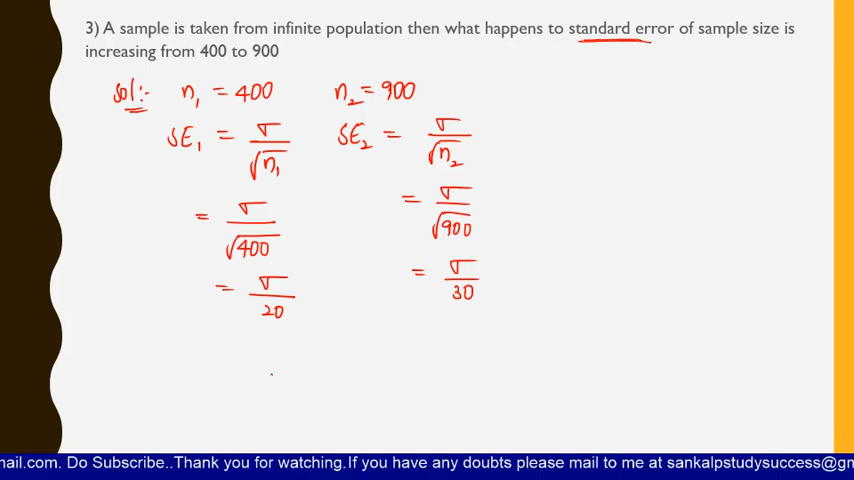 3) A sample is taken from infinite population then what happens to standard error of sample size is
increasing from 400 to 900
Sol:- n₁ = 400 n₂ = 900
SE₁ = σ/√n₁ SE₂ = σ/√n₂
= σ/√400 = σ/√900
= σ/20 = σ/30
nail.com. Do Subscribe..Thank you for watching.If you have any doubts please mail to me at sankalpstudysuccess@gm